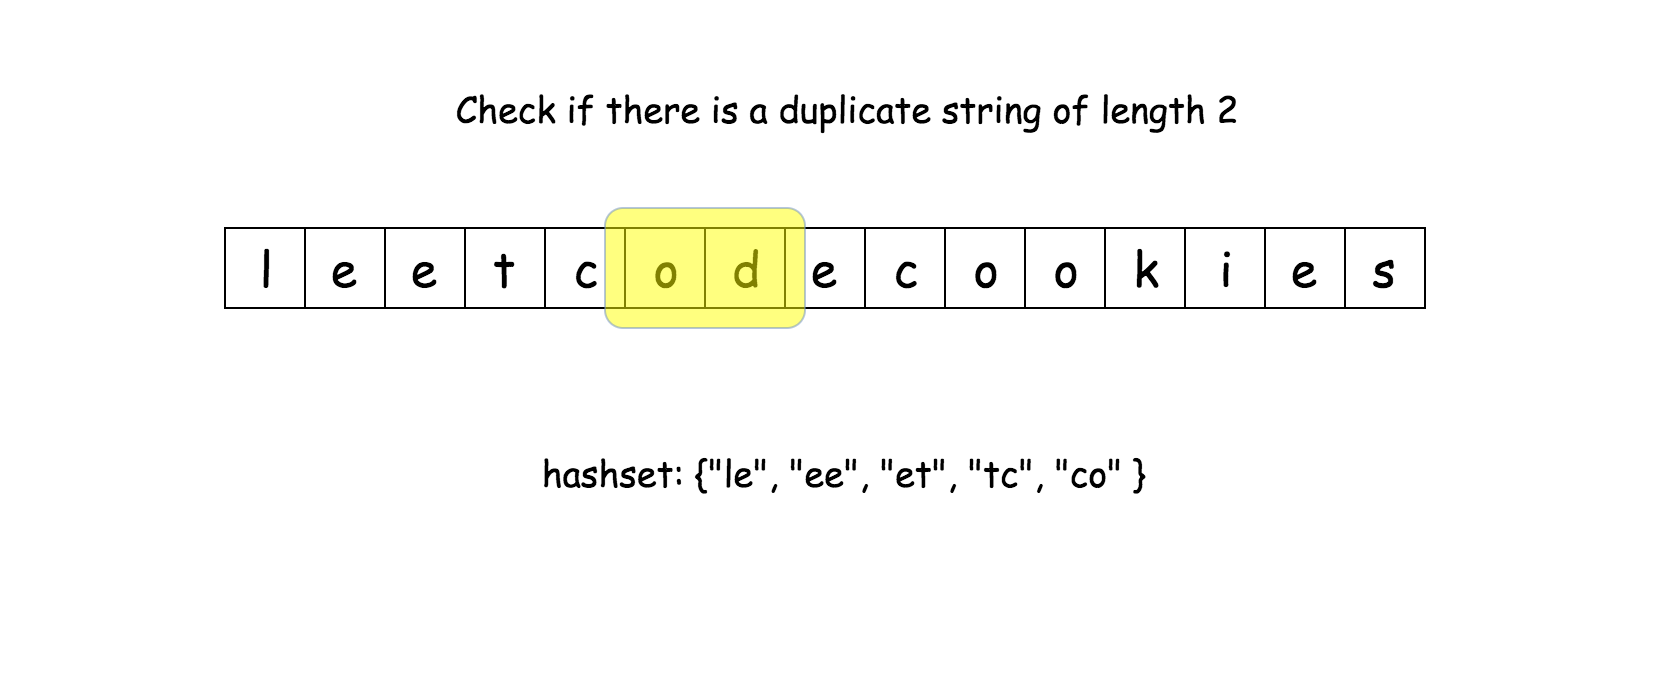 Check if there is a duplicate string of length 2
l e e t c o d e c o o k i e s
hashset: {"le", "ee", "et", "tc", "co" }